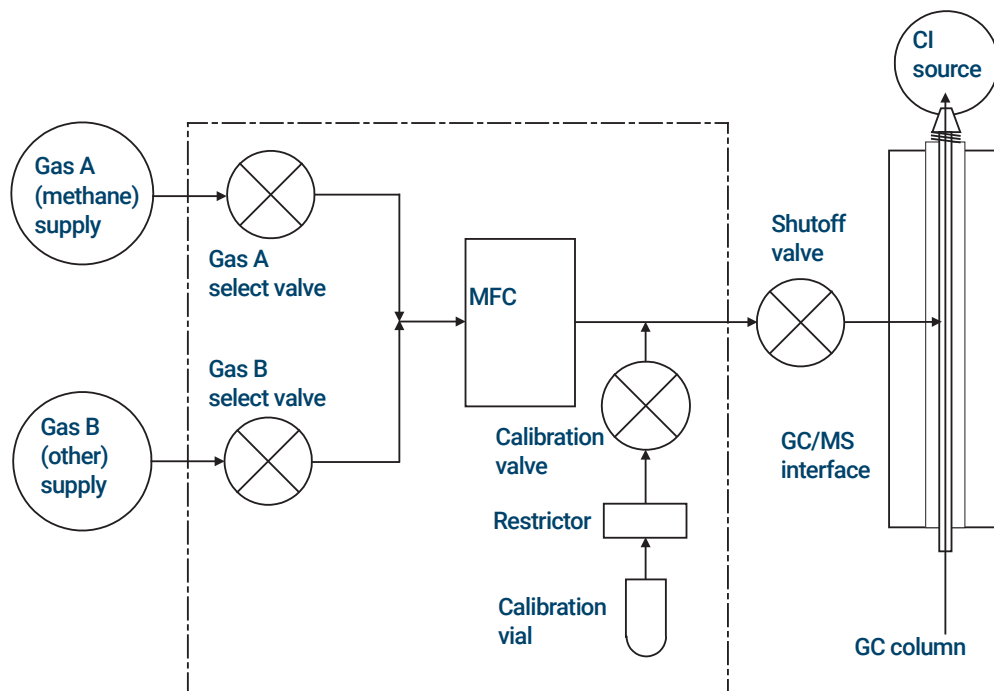 CI
source
Gas A
(methane)
supply
Gas A
select valve
Shutoff
valve
MFC
Gas B
select valve
Gas B
(other)
supply
Calibration
valve
GC/MS
interface
Restrictor
Calibration
vial
GC column